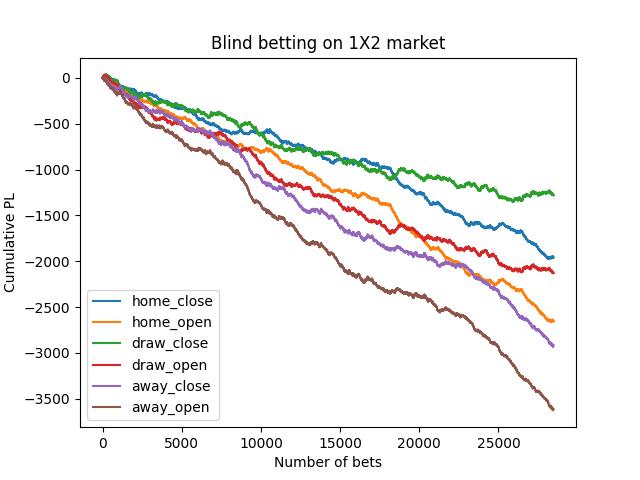 Blind betting on 1X2 market
Cumulative PL
0
−500
−1000
−1500
−2000
−2500
−3000
−3500
home_close
home_open
draw_close
draw_open
away_close
away_open
0 5000 10000 15000 20000 25000
Number of bets